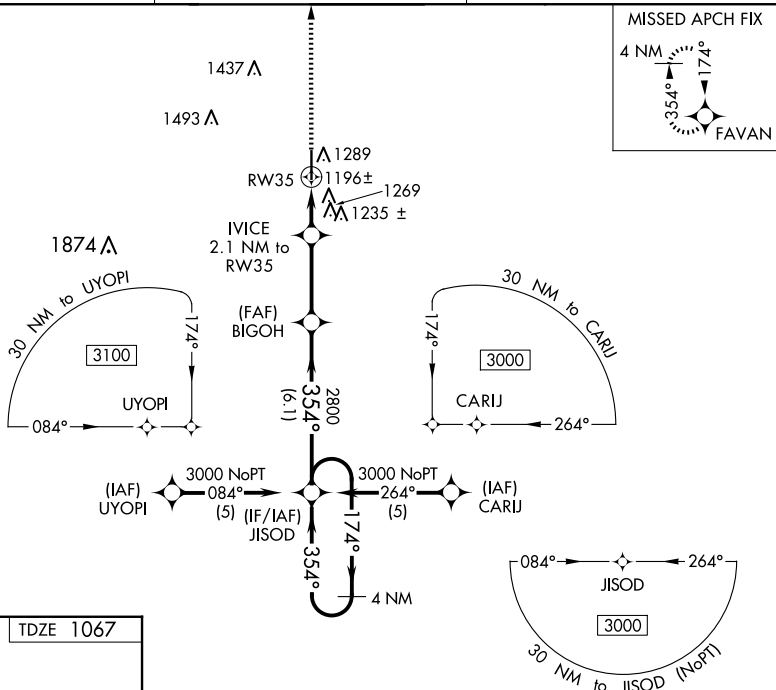 MISSED APCH FIX
4 NM
174°
354°
FAVAN
1437
1493
1289
RW35
1196±
1269
1235 ±
IVICE
2.1 NM to
RW35
1874
(FAF)
BIGOH
30 NM to UYOPI
174°
3100
UYOPI
084°
30 NM to CARIJ
174°
3000
CARIJ
264°
2800
354°
(6.1)
3000 NoPT
084°
(5)
(IAF)
UYOPI
(IF/IAF)
JISOD
3000 NoPT
264°
(5)
(IAF)
CARIJ
174°
354°
4 NM
084°
264°
JISOD
3000
30 NM to JISOD (NoPT)
TDZE 1067